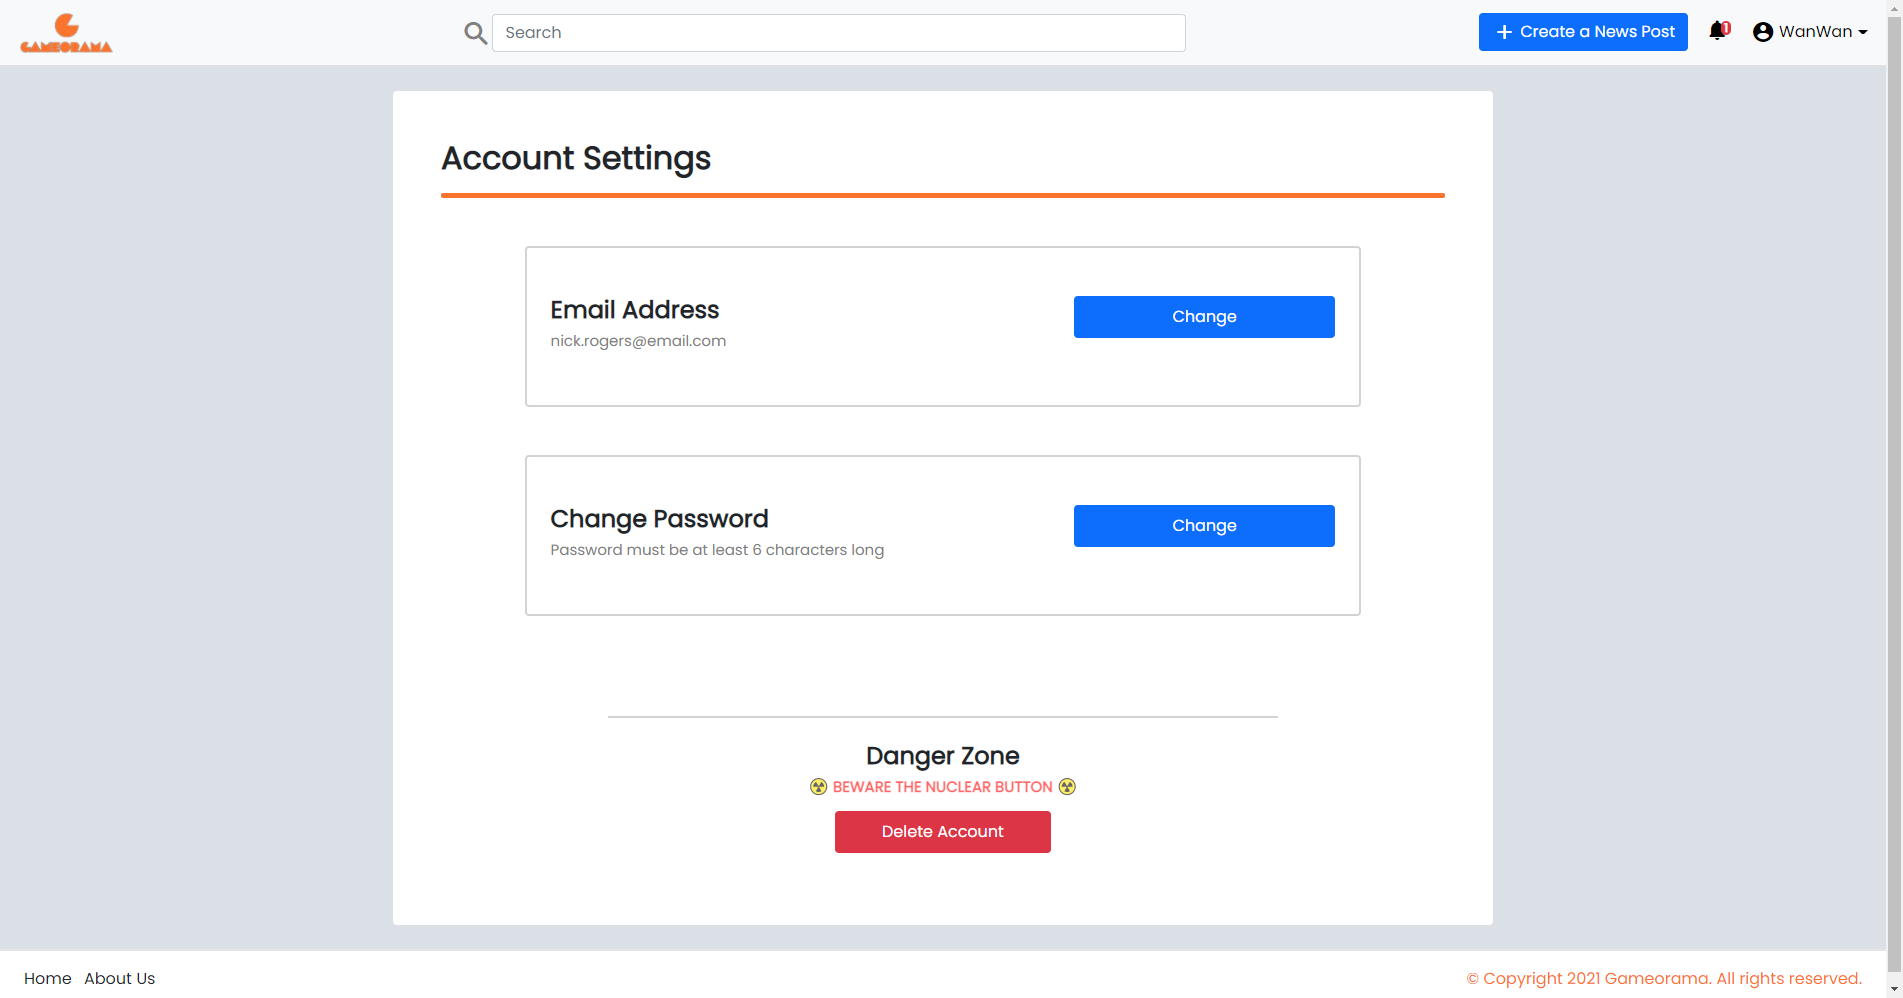 GAMEORAMA
Search
Create a News Post
1
WanWan
Account Settings
Email Address
nick.rogers@email.com
Change
Change Password
Password must be at least 6 characters long
Change
Danger Zone
BEWARE THE NUCLEAR BUTTON
Delete Account
Home About Us
© Copyright 2021 Gameorama. All rights reserved.